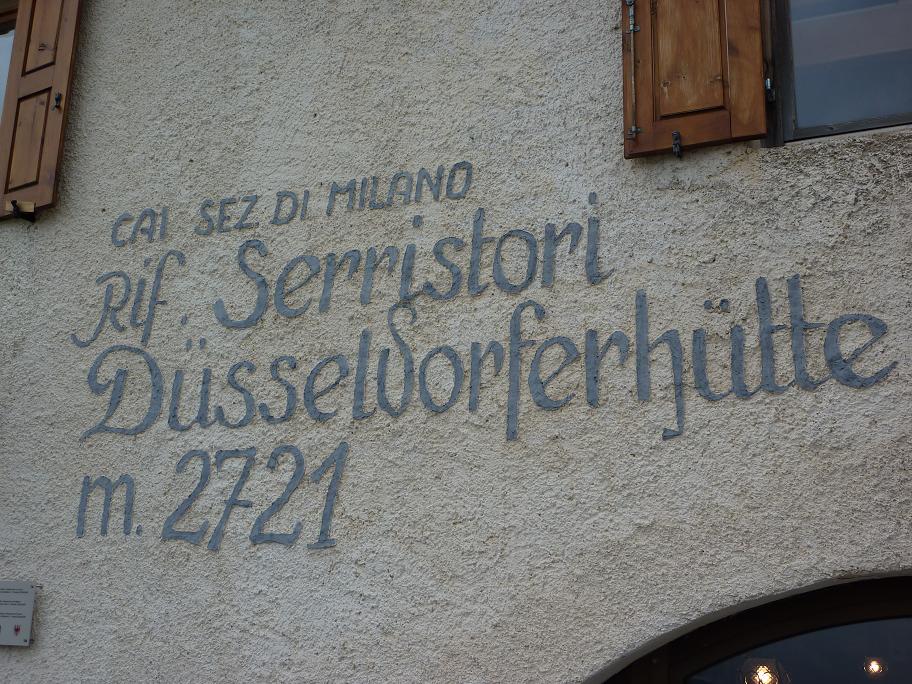 CAI SEZ DI MILANO
Rif. Serristori
Düsseldorferhütte
m. 2721